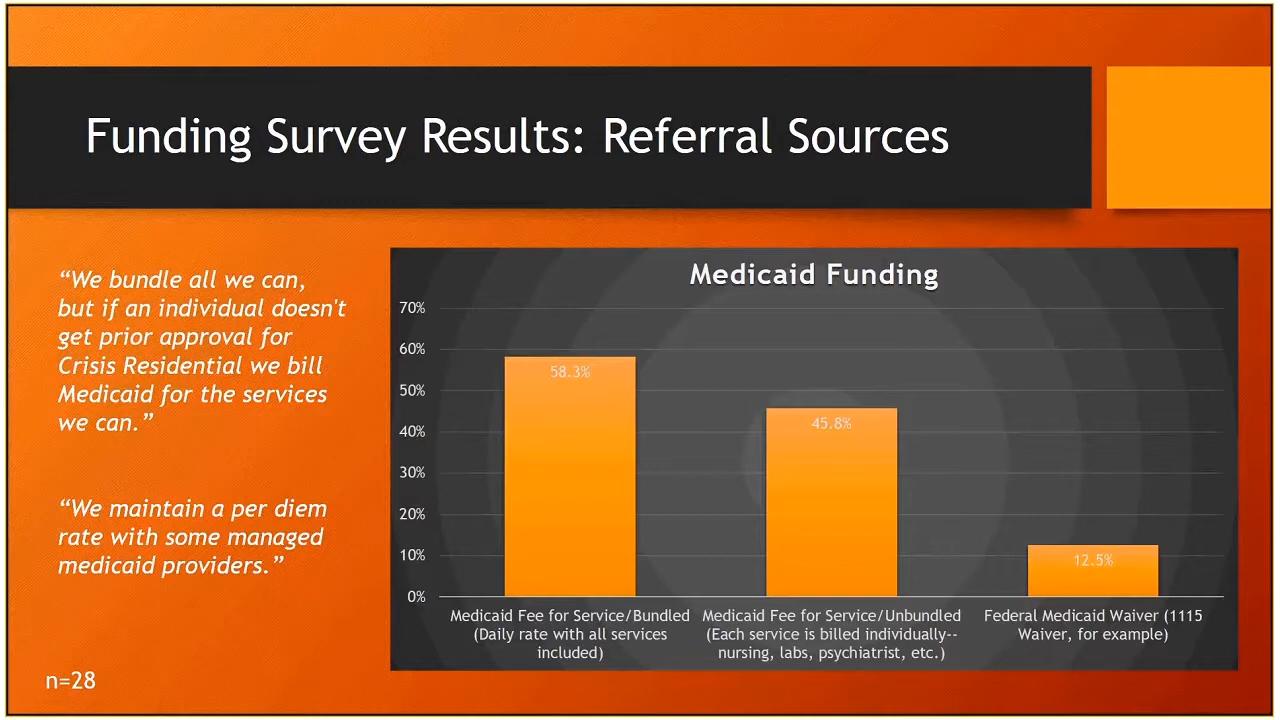 Funding Survey Results: Referral Sources
“We bundle all we can,
but if an individual doesn't
get prior approval for
Crisis Residential we bill
Medicaid for the services
we can.”
“We maintain a per diem
rate with some managed
medicaid providers.”
n=28
Medicaid Funding
70%
60%
50%
40%
30%
20%
10%
0%
58.3%
45.8%
12.5%
Medicaid Fee for Service/Bundled
(Daily rate with all services
included)
Medicaid Fee for Service/Unbundled
(Each service is billed individually--
nursing, labs, psychiatrist, etc.)
Federal Medicaid Waiver (1115
Waiver, for example)